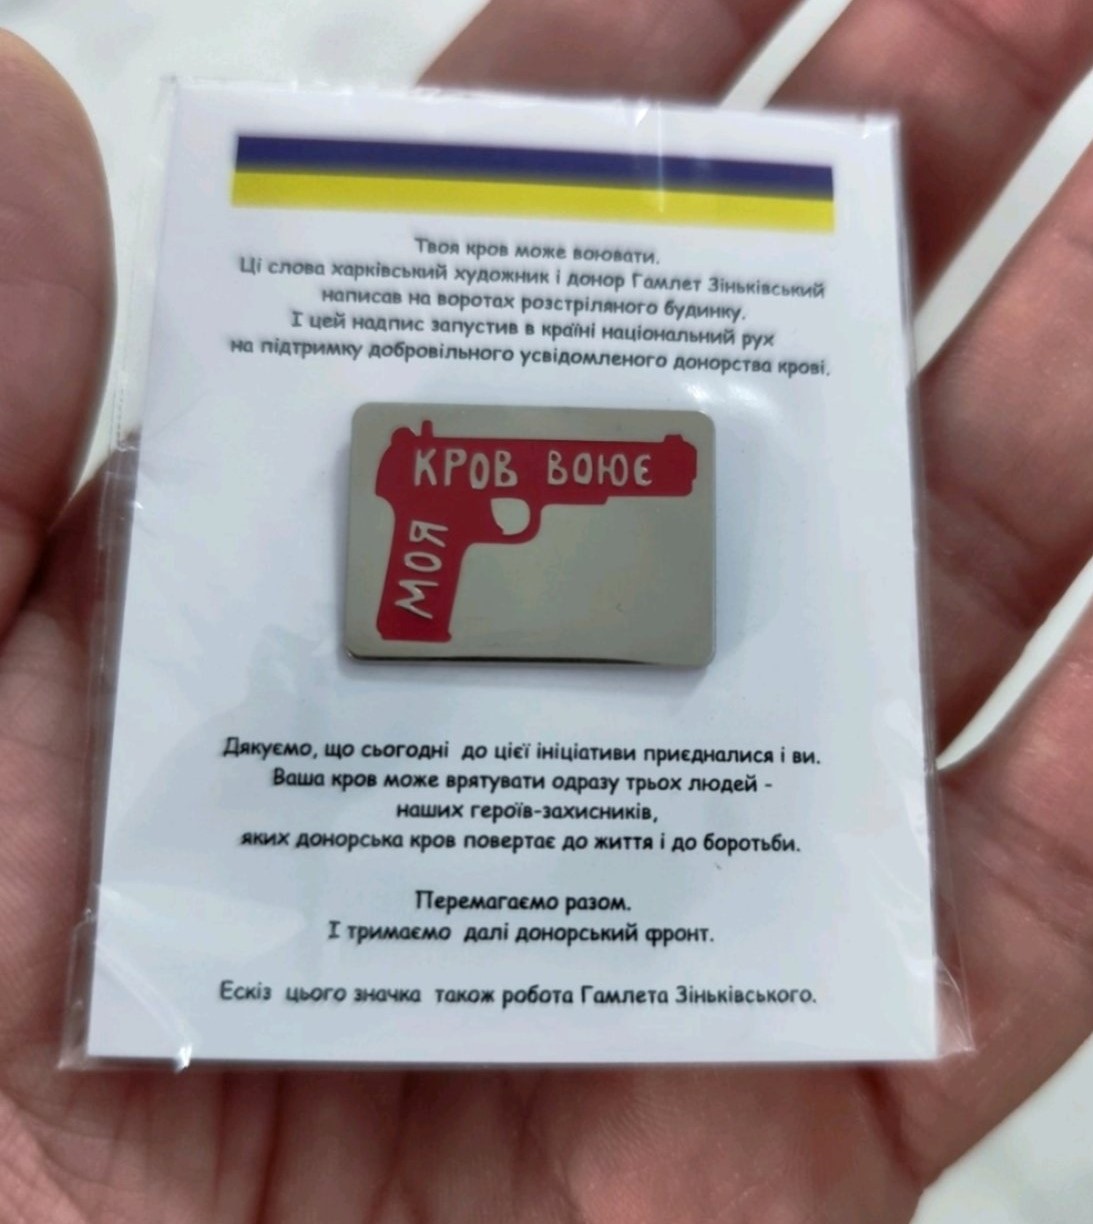 Твоя кров може воювати.
Ці слова харківський художник і донор Гамлет Зіньківський
написав на воротах розстріляного будинку.
І цей надпис запустив в країні національний рух
на підтримку добровільного усвідомленого донорства крові.
МОЯ
КРОВ ВОЮЄ
Дякуємо, що сьогодні до цієї ініціативи приєдналися і ви.
Ваша кров може врятувати одразу трьох людей -
наших героїв-захисників,
яких донорська кров повертає до життя і до боротьби.
Перемагаємо разом.
І тримаємо далі донорський фронт.
Ескіз цього значка також робота Гамлета Зіньківського.